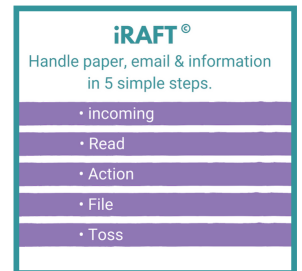 iRAFT ©
Handle paper, email & information
in 5 simple steps.
• incoming
• Read
• Action
• File
• Toss